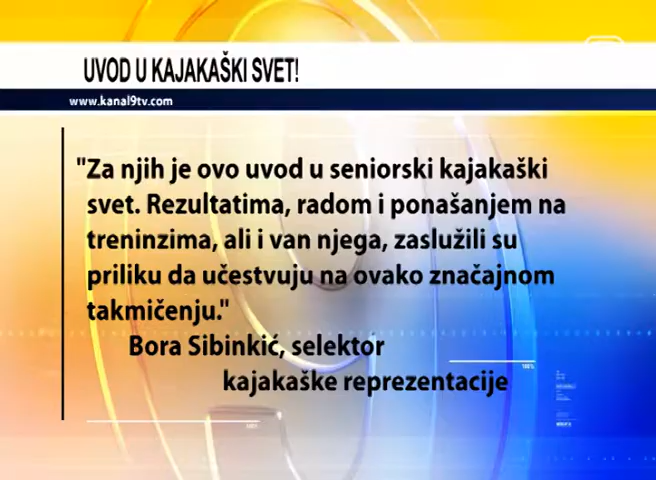 UVOD U KAJAKAŠKI SVET!
www.kanal9tv.com
"Za njih je ovo uvod u seniorski kajakaški
svet. Rezultatima, radom i ponašanjem na
treninzima, ali i van njega, zaslužili su
priliku da učestvuju na ovako značajnom
takmičenju."
Bora Sibinkić, selektor
kajakaške reprezentacije
100%